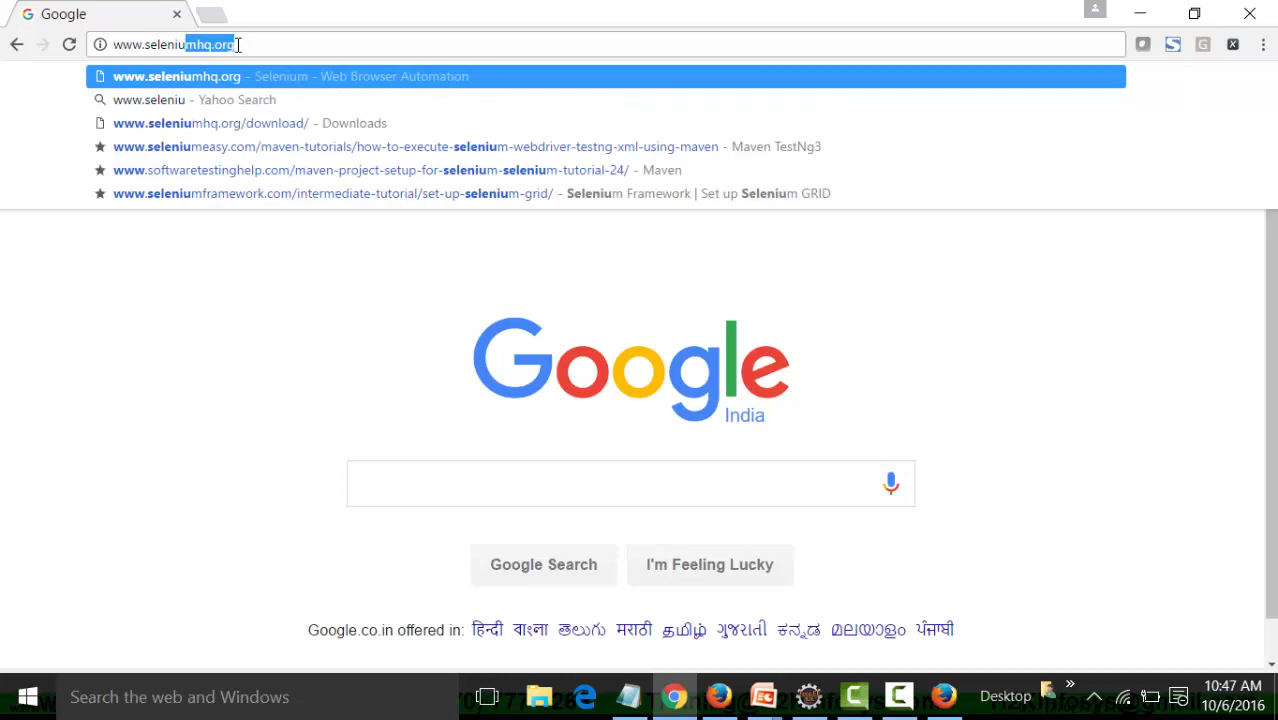 Google
www.seleniumhq.org
www.seleniumhq.org - Selenium - Web Browser Automation
www.seleniu - Yahoo Search
www.seleniumhq.org/download/ - Downloads
www.seleniumeasy.com/maven-tutorials/how-to-execute-selenium-webdriver-testng-xml-using-maven - Maven TestNg3
www.softwaretestinghelp.com/maven-project-setup-for-selenium-selenium-tutorial-24/ - Maven
www.seleniumframework.com/intermediate-tutorial/set-up-selenium-grid/ - Selenium Framework | Set up Selenium GRID
Google
India
Google Search I'm Feeling Lucky
Google.co.in offered in: हिन्दी বাংলা తెలుగు मराठी தமிழ் ગુજરાતી ಕನ್ನಡ മലയാളം ਪੰਜਾਬੀ
Search the web and Windows Desktop 10:47 AM
10/6/2016